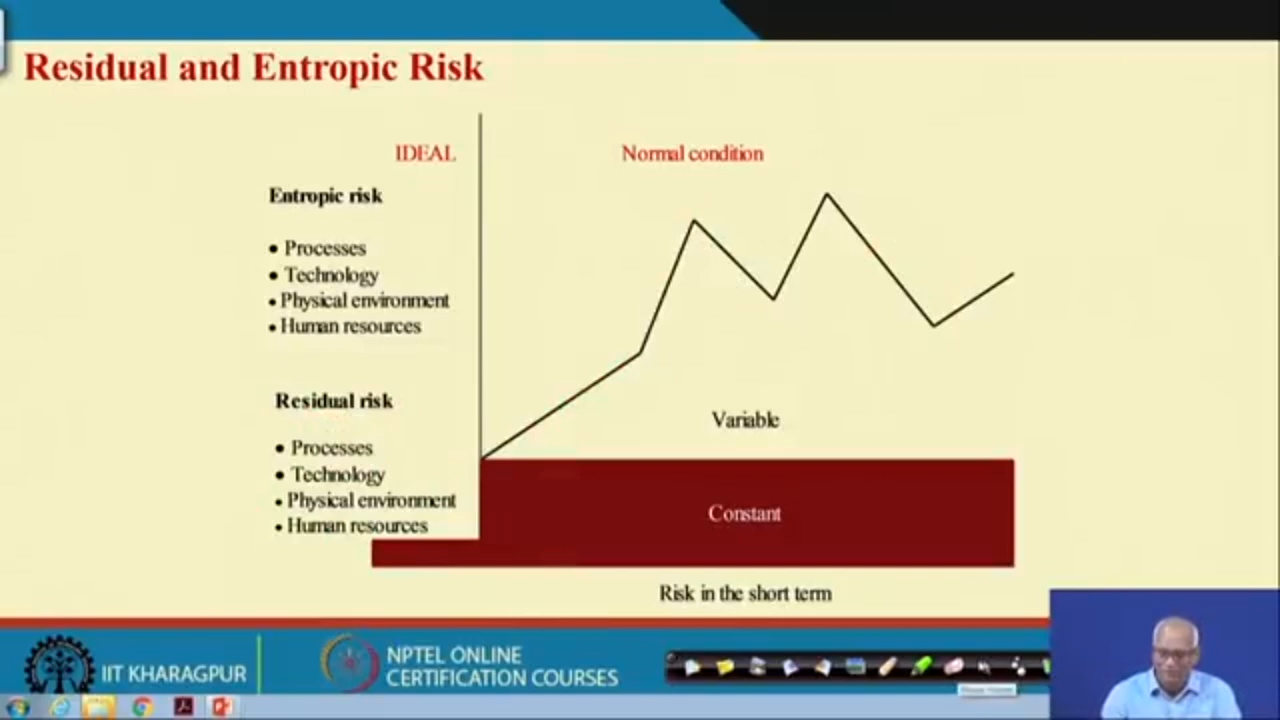 Residual and Entropic Risk
IDEAL
Normal condition
Entropic risk
• Processes
• Technology
• Physical environment
• Human resources
Residual risk
• Processes
• Technology
• Physical environment
• Human resources
Variable
Constant
Risk in the short term
IIT KHARAGPUR
NPTEL ONLINE
CERTIFICATION COURSES